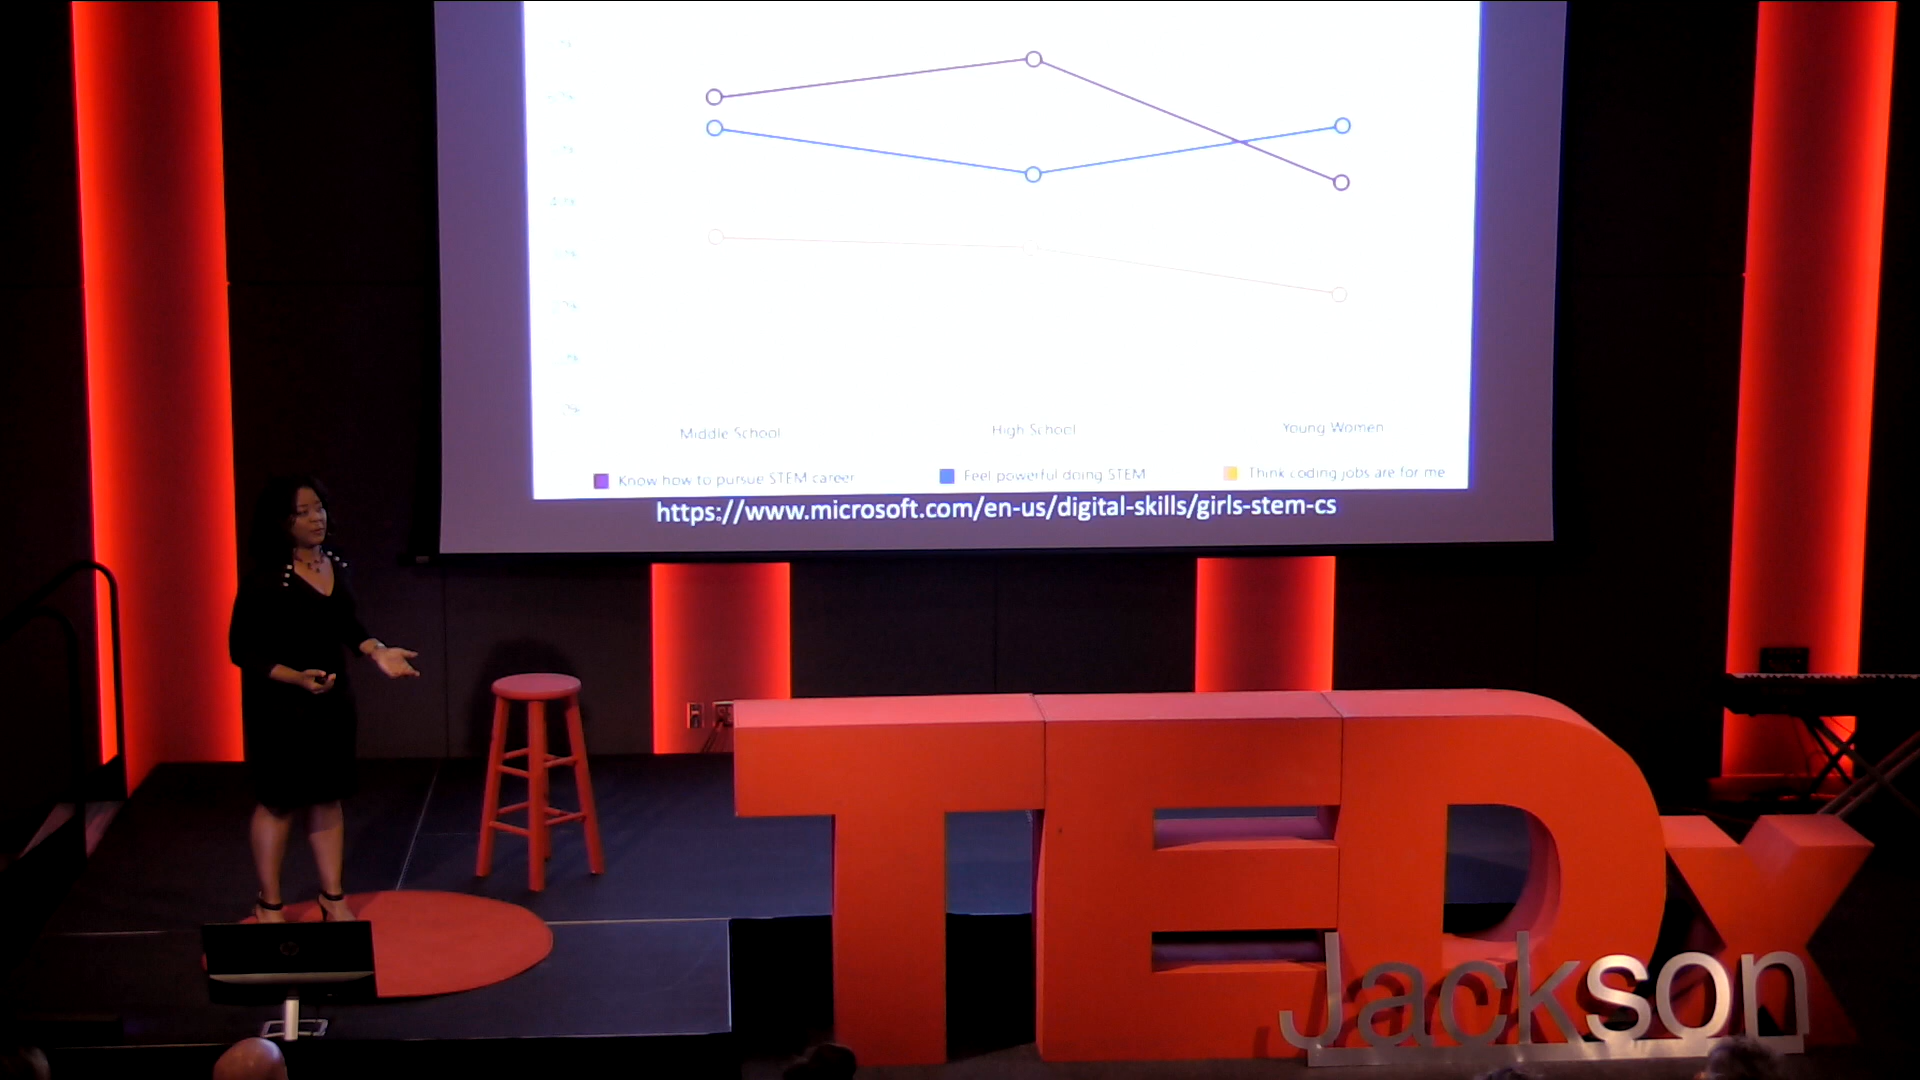 Middle School
High School
Young Women
Know how to pursue STEM career
Feel powerful doing STEM
Think coding jobs are for me
https://www.microsoft.com/en-us/digital-skills/girls-stem-cs
TEDx
Jackson
hp